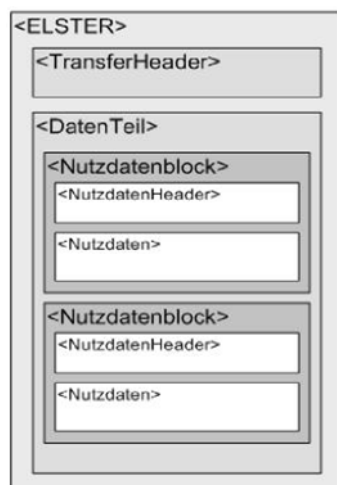 <ELSTER>
<TransferHeader>
<DatenTeil>
<Nutzdatenblock>
<NutzdatenHeader>
<Nutzdaten>
<Nutzdatenblock>
<NutzdatenHeader>
<Nutzdaten>